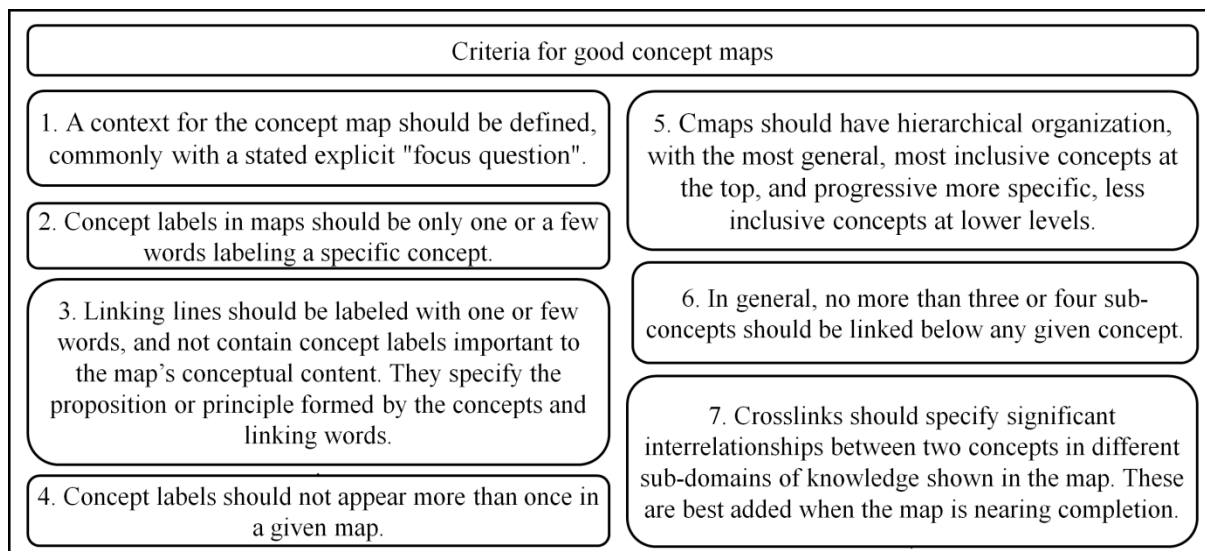 Criteria for good concept maps
1. A context for the concept map should be defined,
commonly with a stated explicit "focus question".
2. Concept labels in maps should be only one or a few
words labeling a specific concept.
3. Linking lines should be labeled with one or few
words, and not contain concept labels important to
the map’s conceptual content. They specify the
proposition or principle formed by the concepts and
linking words.
4. Concept labels should not appear more than once in
a given map.
5. Cmaps should have hierarchical organization,
with the most general, most inclusive concepts at
the top, and progressive more specific, less
inclusive concepts at lower levels.
6. In general, no more than three or four sub-
concepts should be linked below any given concept.
7. Crosslinks should specify significant
interrelationships between two concepts in different
sub-domains of knowledge shown in the map. These
are best added when the map is nearing completion.